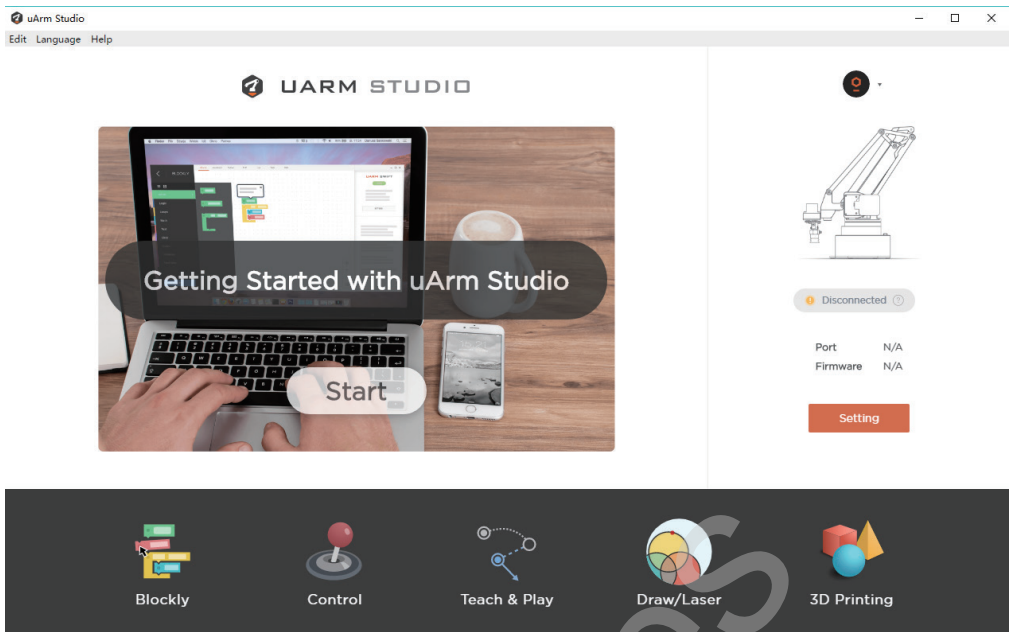 uArm Studio
Edit Language Help
UARM STUDIO
Getting Started with uArm Studio
Start
Disconnected ?
Port N/A
Firmware N/A
Setting
Blockly
Control
Teach & Play
Draw/Laser
3D Printing